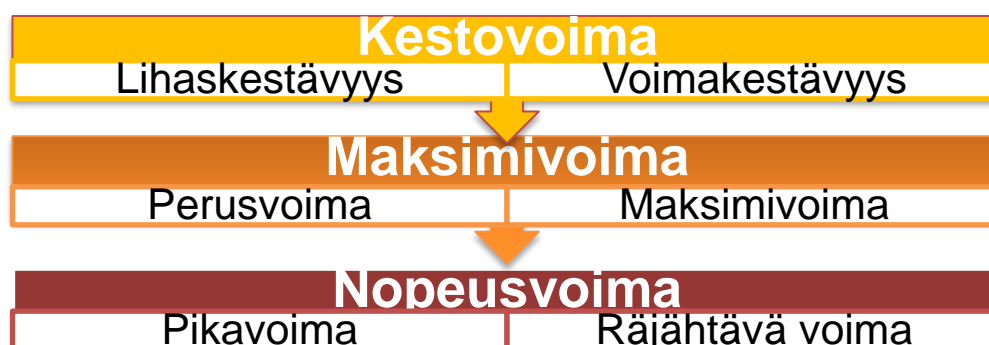 Kestovoima
Lihaskestävyys Voimakestävyys
Maksimivoima
Perusvoima Maksimivoima
Nopeusvoima
Pikavoima Räjähtävä voima